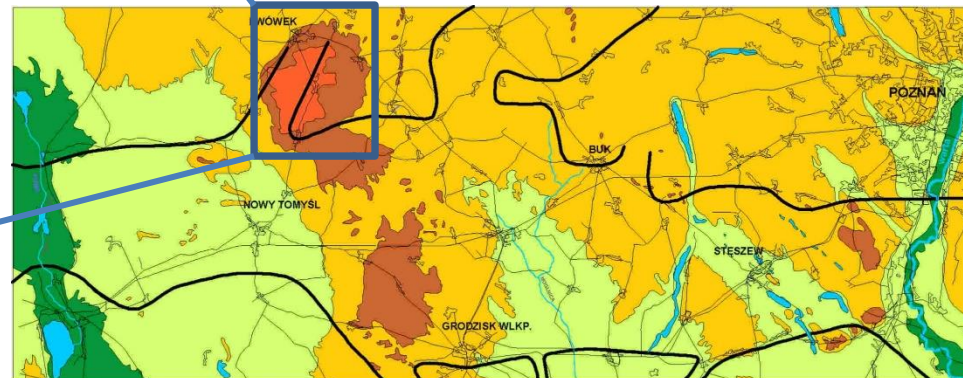 LWÓWEK
POZNAŃ
BUK
NOWY TOMYŚL
STĘSZEW
GRODZISK WLKP.